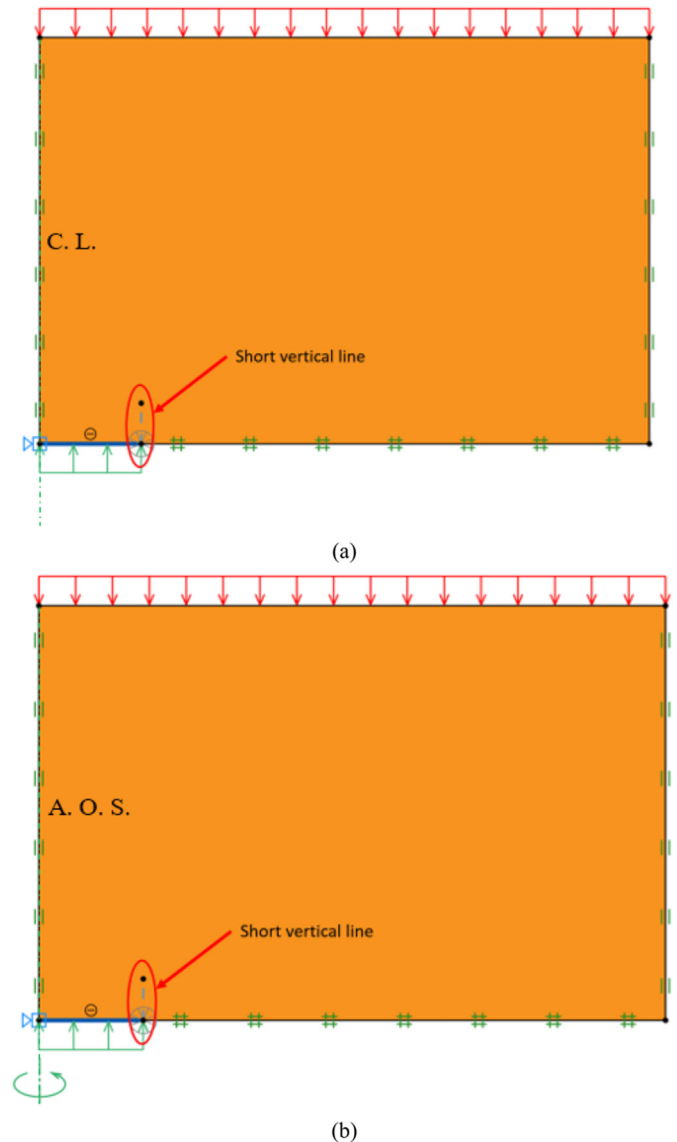 C. L.
Short vertical line
(a)
A. O. S.
Short vertical line
(b)